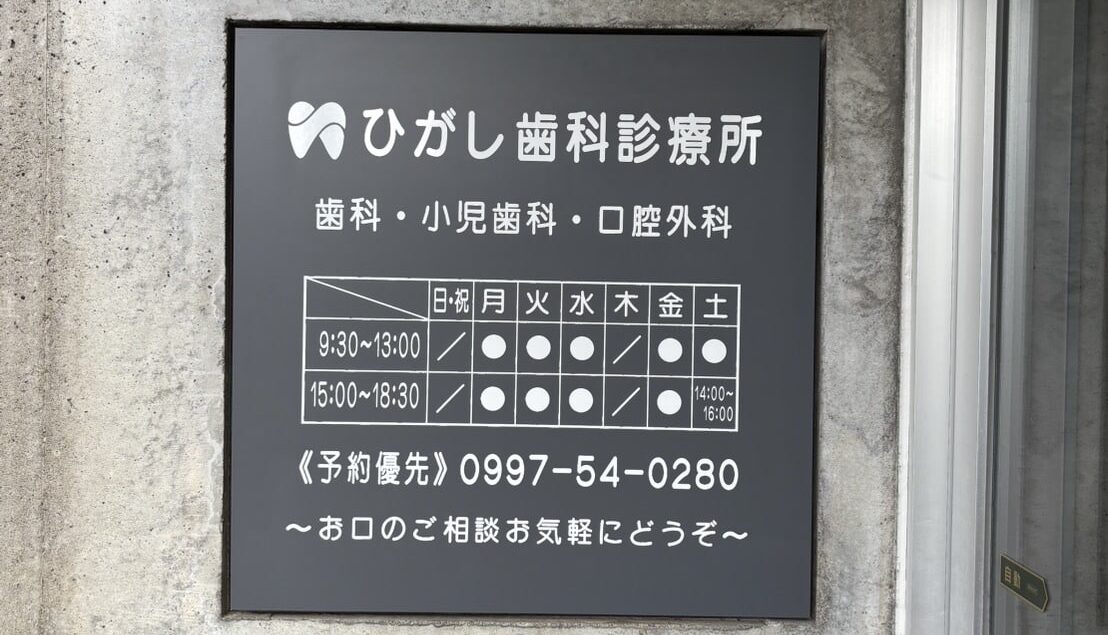 ひがし歯科診療所
歯科・小児歯科・口腔外科
日・祝 月 火 水 木 金 土
9:30~13:00 / ● ● ● / ● ●
15:00~18:30 / ● ● ● / ● 14:00~16:00
《予約優先》0997-54-0280
~お口のご相談お気軽にどうぞ~
自動